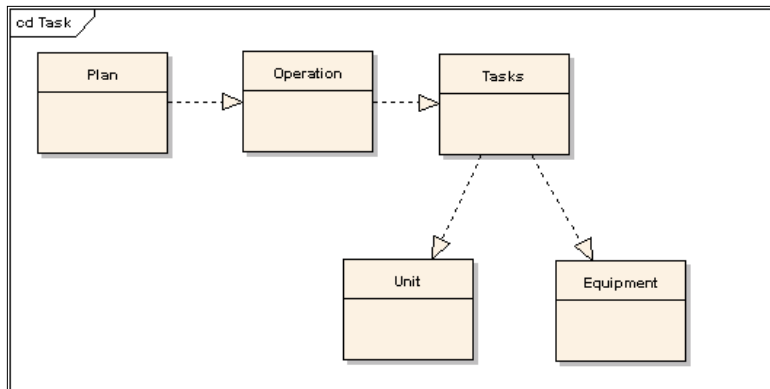 cd Task
Plan
Operation
Tasks
Unit
Equipment